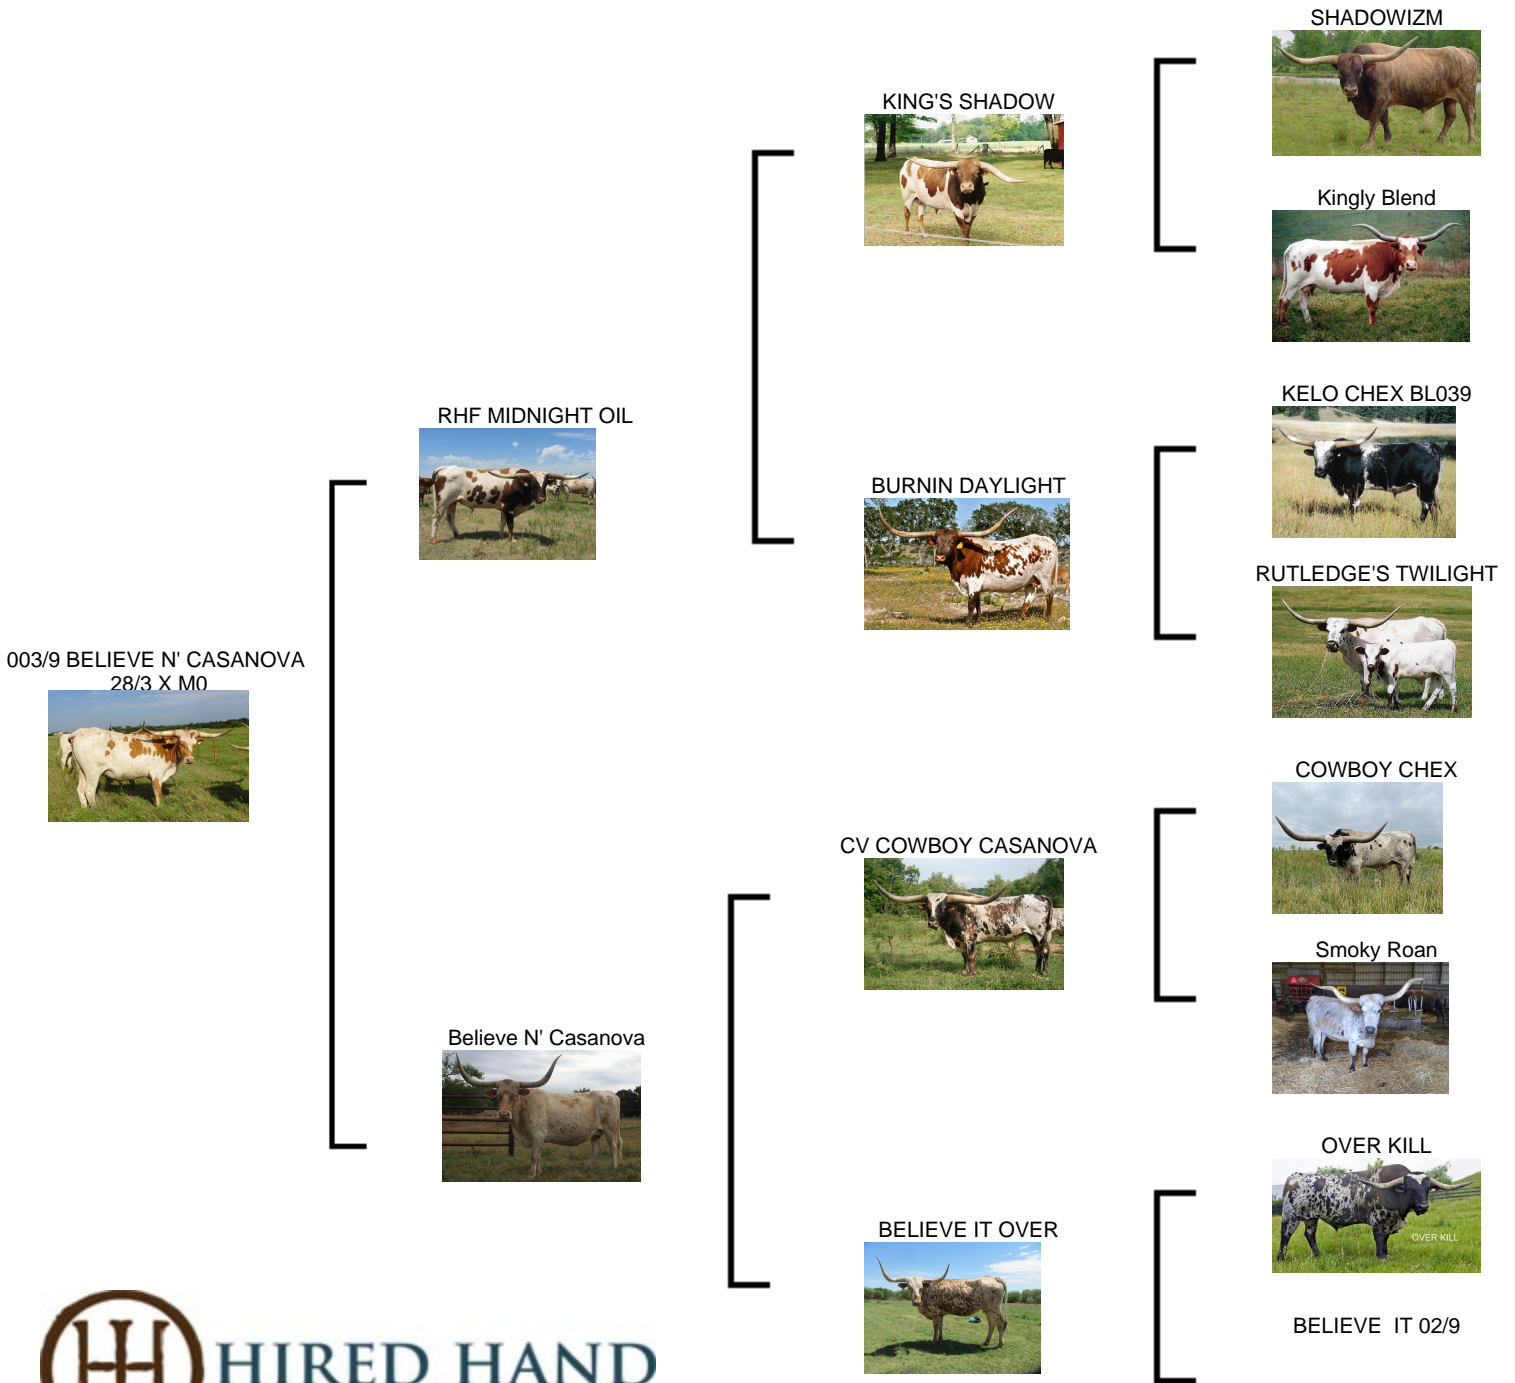 SHADOWIZM
KING'S SHADOW
Kingly Blend
KELO CHEX BL039
RHF MIDNIGHT OIL
BURNIN DAYLIGHT
RUTLEDGE'S TWILIGHT
003/9 BELIEVE N' CASANOVA
28/3 X M0
COWBOY CHEX
CV COWBOY CASANOVA
Smoky Roan
Believe N' Casanova
OVER KILL
OVER KILL
BELIEVE IT OVER
BELIEVE IT 02/9
HIRED HAND